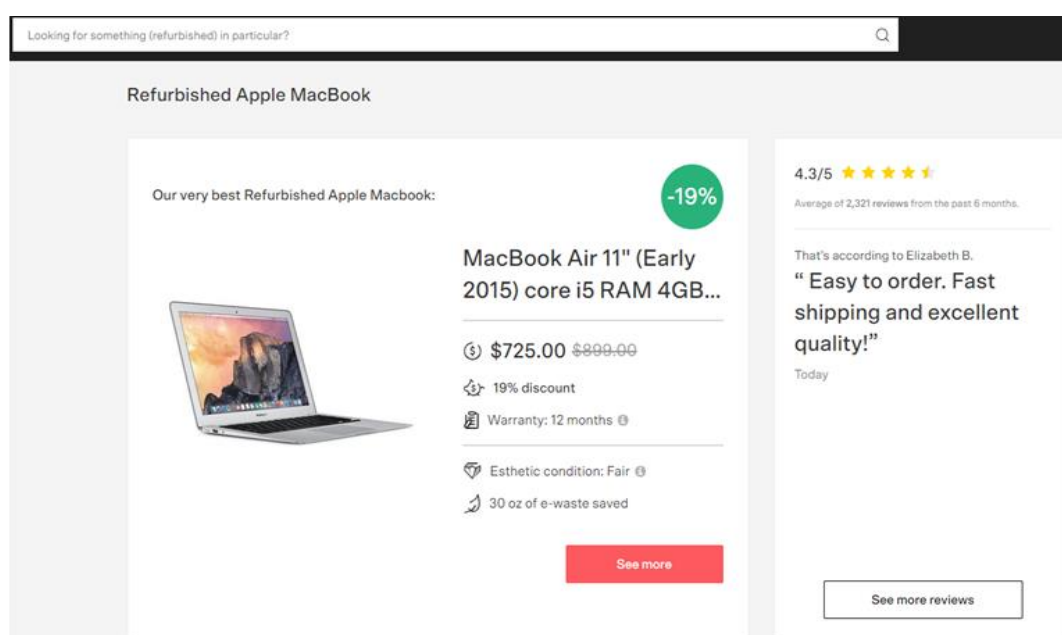 Looking for something (refurbished) in particular?
Refurbished Apple MacBook
Our very best Refurbished Apple Macbook:
-19%
MacBook Air 11" (Early
2015) core i5 RAM 4GB...
$725.00 $899.00
19% discount
Warranty: 12 months
Esthetic condition: Fair
30 oz of e-waste saved
See more
4.3/5
Average of 2,321 reviews from the past 6 months.
That's according to Elizabeth B.
“ Easy to order. Fast
shipping and excellent
quality!”
Today
See more reviews